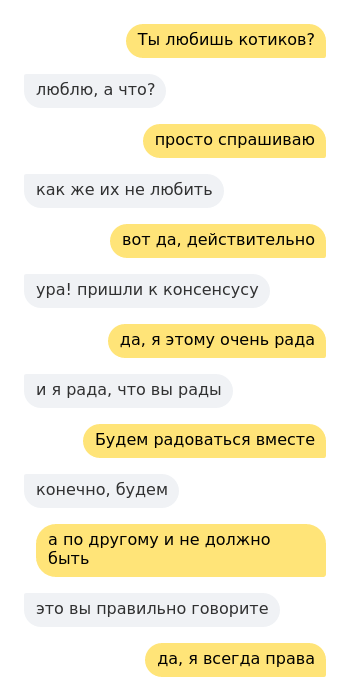 Ты любишь котиков?
люблю, а что?
просто спрашиваю
как же их не любить
вот да, действительно
ура! пришли к консенсусу
да, я этому очень рада
и я рада, что вы рады
Будем радоваться вместе
конечно, будем
а по другому и не должно
быть
это вы правильно говорите
да, я всегда права